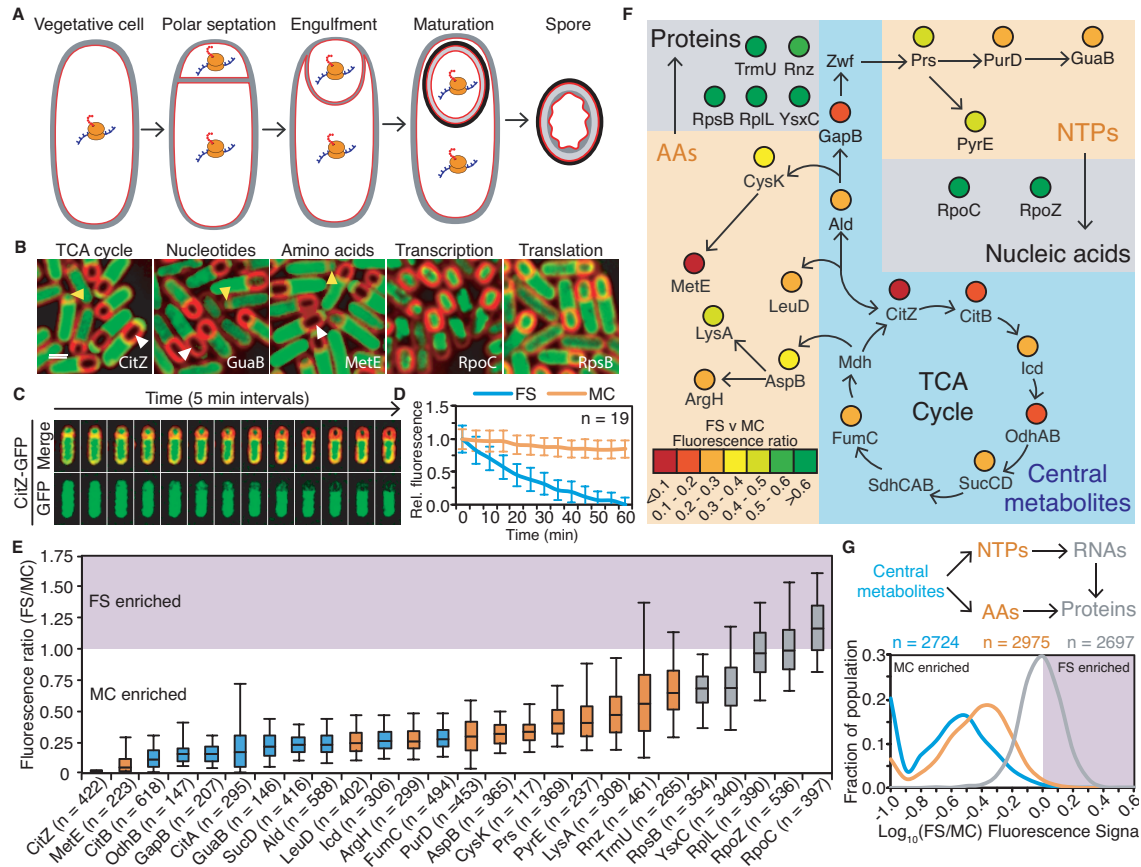 A
Vegetative cell
Polar septation
Engulfment
Maturation
Spore
B
TCA cycle
Nucleotides
Amino acids
Transcription
Translation
CitZ
GuaB
MetE
RpoC
RpsB
C
Time (5 min intervals)
CitZ-GFP
Merge
GFP
D
FS
MC
n = 19
Rel. fluorescence
1.5
1.0
0.5
0
0 10 20 30 40 50 60
Time (min)
E
Fluorescence ratio (FS/MC)
1.75
1.50
1.25
1.00
0.75
0.50
0.25
0
FS enriched
MC enriched
CitZ (n = 422)
MetE (n = 223)
CitB (n = 618)
OdhB (n = 147)
GapB (n = 207)
CitA (n = 295)
GuaB (n = 146)
SucD (n = 416)
Ald (n = 588)
LeuD (n = 402)
Icd (n = 306)
ArgH (n = 299)
FumC (n = 494)
PurD (n =453)
AspB (n = 365)
CysK (n = 117)
Prs (n = 369)
PyrE (n = 237)
LysA (n = 308)
Rnz (n = 461)
TrmU (n = 265)
RpsB (n = 354)
YsxC (n = 340)
RplL (n = 390)
RpoZ (n = 536)
RpoC (n = 397)
F
Proteins
TrmU Rnz
RpsB RplL YsxC
AAs
Zwf
Prs
PurD
GuaB
PyrE
NTPs
GapB
CysK
Ald
RpoC
RpoZ
Nucleic acids
MetE
LeuD
LysA
AspB
ArgH
CitZ
CitB
Mdh
Icd
TCA
Cycle
FumC
OdhAB
SdhCAB
SucCD
Central
metabolites
FS v MC
Fluorescence ratio
<0.1
0.1 - 0.2
0.2 - 0.3
0.3 - 0.4
0.4 - 0.5
0.5 - 0.6
>0.6
G
Central
metabolites
NTPs
RNAs
AAs
Proteins
n = 2724
n = 2975
n = 2697
MC enriched
FS enriched
Fraction of population
0.3
0.2
0.1
0.0
-1.0 -0.8 -0.6 -0.4 -0.2 0.0 0.2 0.4 0.6
Log10(FS/MC) Fluorescence Signa